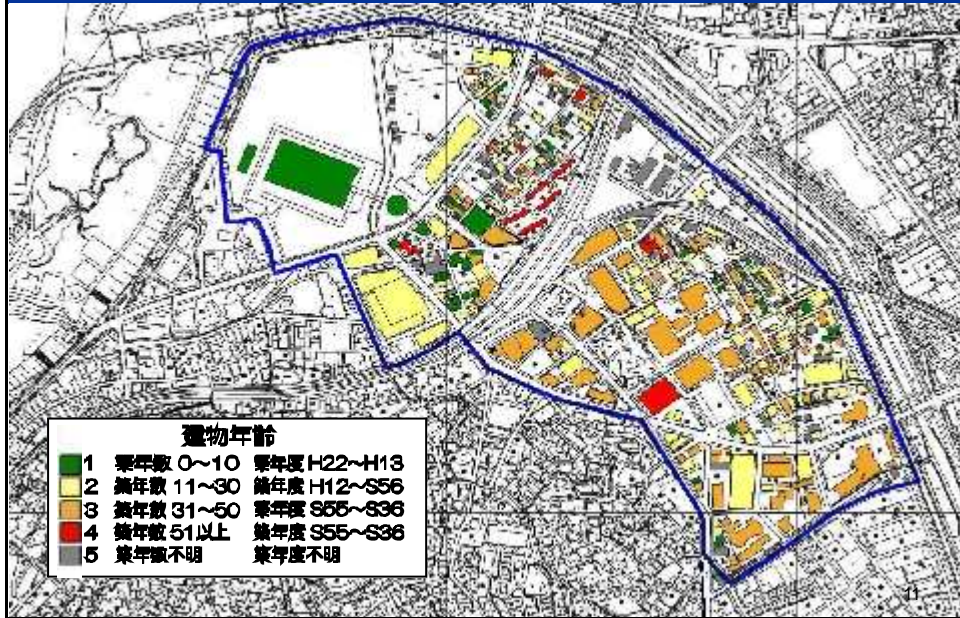 建物年齢
1 築年数 0～10 築年度 H22～H13
2 築年数 11～30 築年度 H12～S56
3 築年数 31～50 築年度 S55～S36
4 築年数 51以上 築年度 S55～S36
5 築年数不明 築年度不明
11